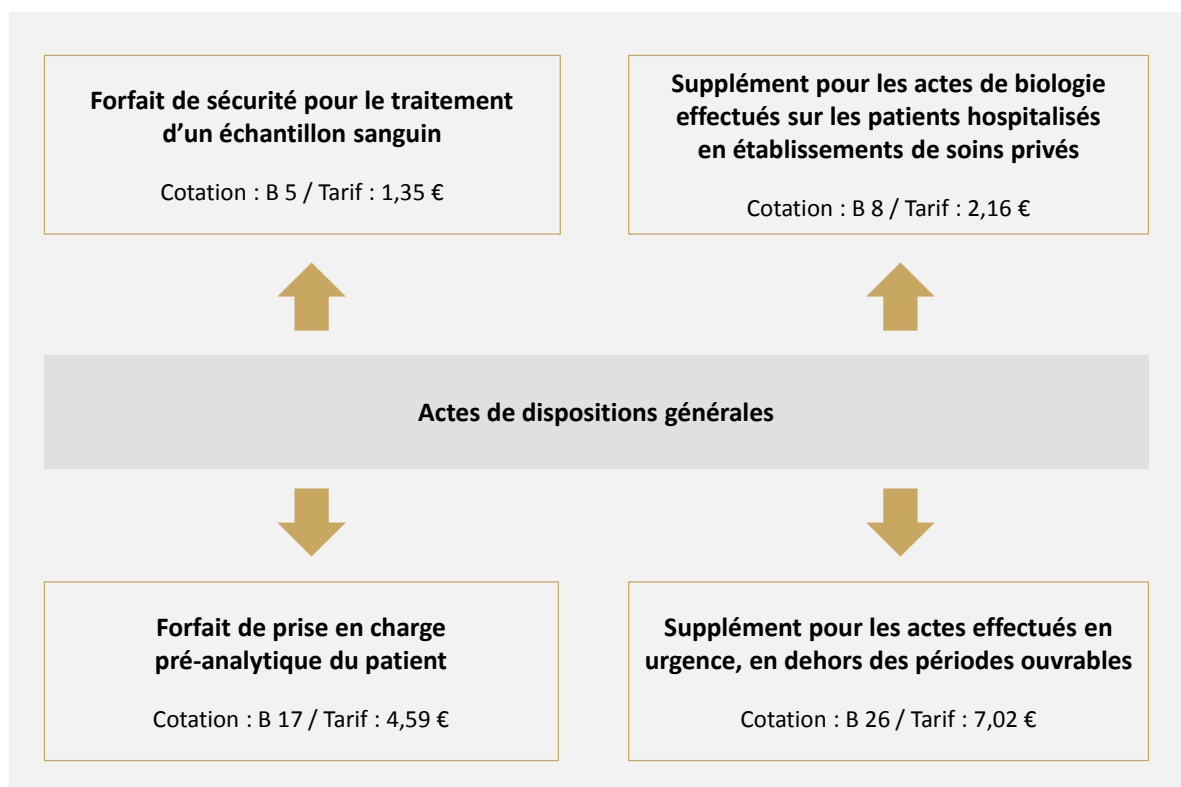 Forfait de sécurité pour le traitement
d’un échantillon sanguin
Cotation : B 5 / Tarif : 1,35 €
Supplément pour les actes de biologie
effectués sur les patients hospitalisés
en établissements de soins privés
Cotation : B 8 / Tarif : 2,16 €
Actes de dispositions générales
Forfait de prise en charge
pré-analytique du patient
Cotation : B 17 / Tarif : 4,59 €
Supplément pour les actes effectués en
urgence, en dehors des périodes ouvrables
Cotation : B 26 / Tarif : 7,02 €